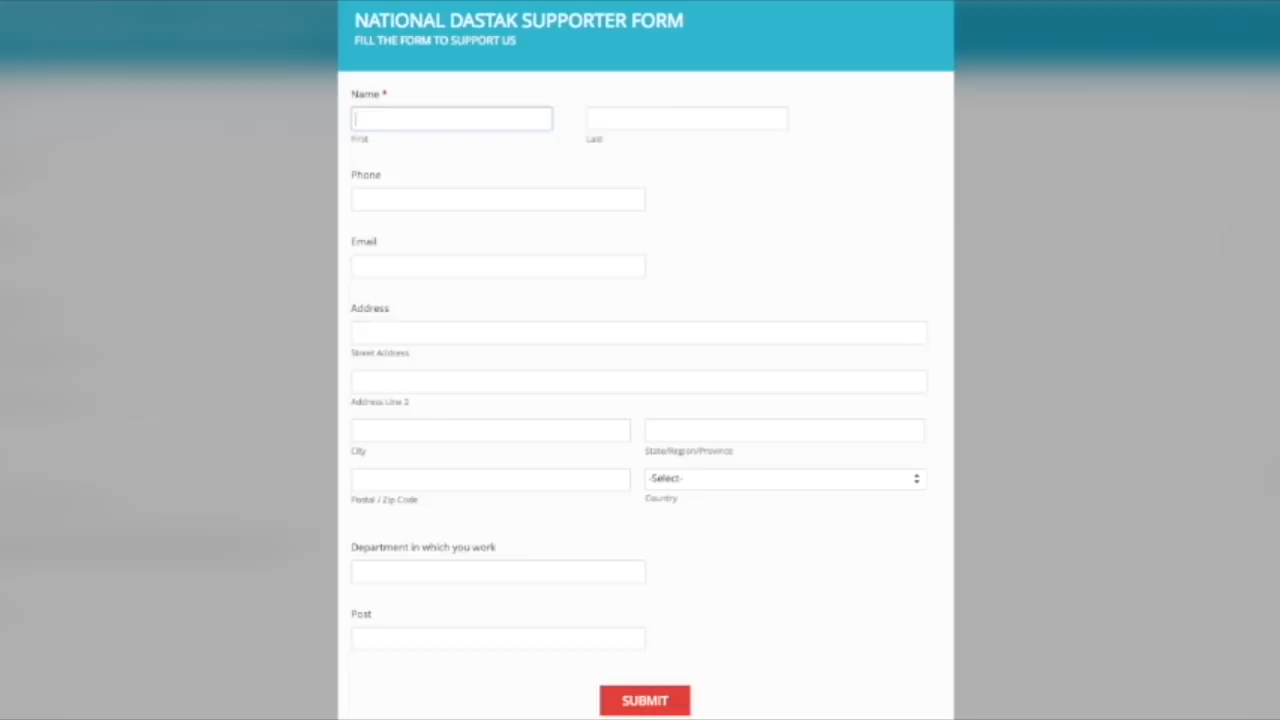 NATIONAL DASTAK SUPPORTER FORM
FILL THE FORM TO SUPPORT US
Name *
First Last
Phone
Email
Address
Street Address
Address Line 2
City State/Region/Province
-Select-
Postal / Zip Code Country
Department in which you work
Post
SUBMIT